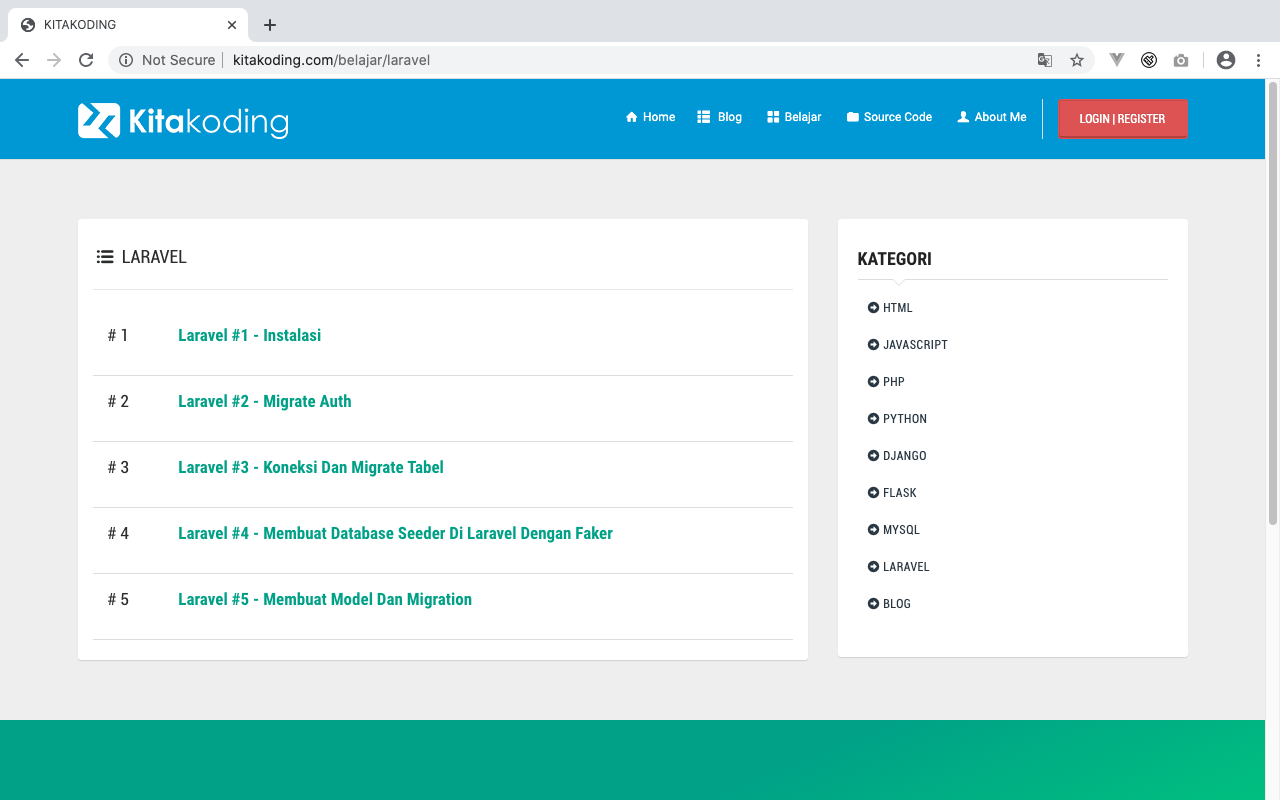 KITAKODING
Not Secure kitakoding.com/belajar/laravel
Kitakoding
Home Blog Belajar Source Code About Me LOGIN | REGISTER
LARAVEL
# 1 Laravel #1 - Instalasi
# 2 Laravel #2 - Migrate Auth
# 3 Laravel #3 - Koneksi Dan Migrate Tabel
# 4 Laravel #4 - Membuat Database Seeder Di Laravel Dengan Faker
# 5 Laravel #5 - Membuat Model Dan Migration
KATEGORI
HTML
JAVASCRIPT
PHP
PYTHON
DJANGO
FLASK
MYSQL
LARAVEL
BLOG